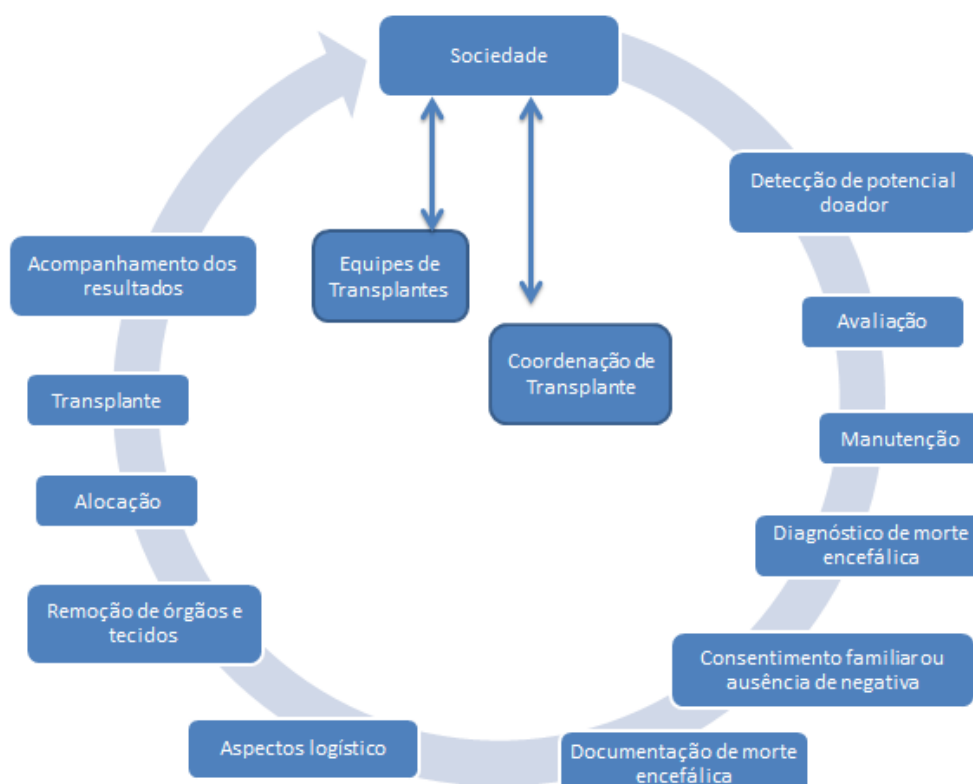 Sociedade
Detecção de potencial
doador
Avaliação
Manutenção
Diagnóstico de morte
encefálica
Consentimento familiar ou
ausência de negativa
Documentação de morte
encefálica
Aspectos logístico
Remoção de órgãos e
tecidos
Alocação
Transplante
Acompanhamento dos
resultados
Equipes de
Transplantes
Coordenação de
Transplante